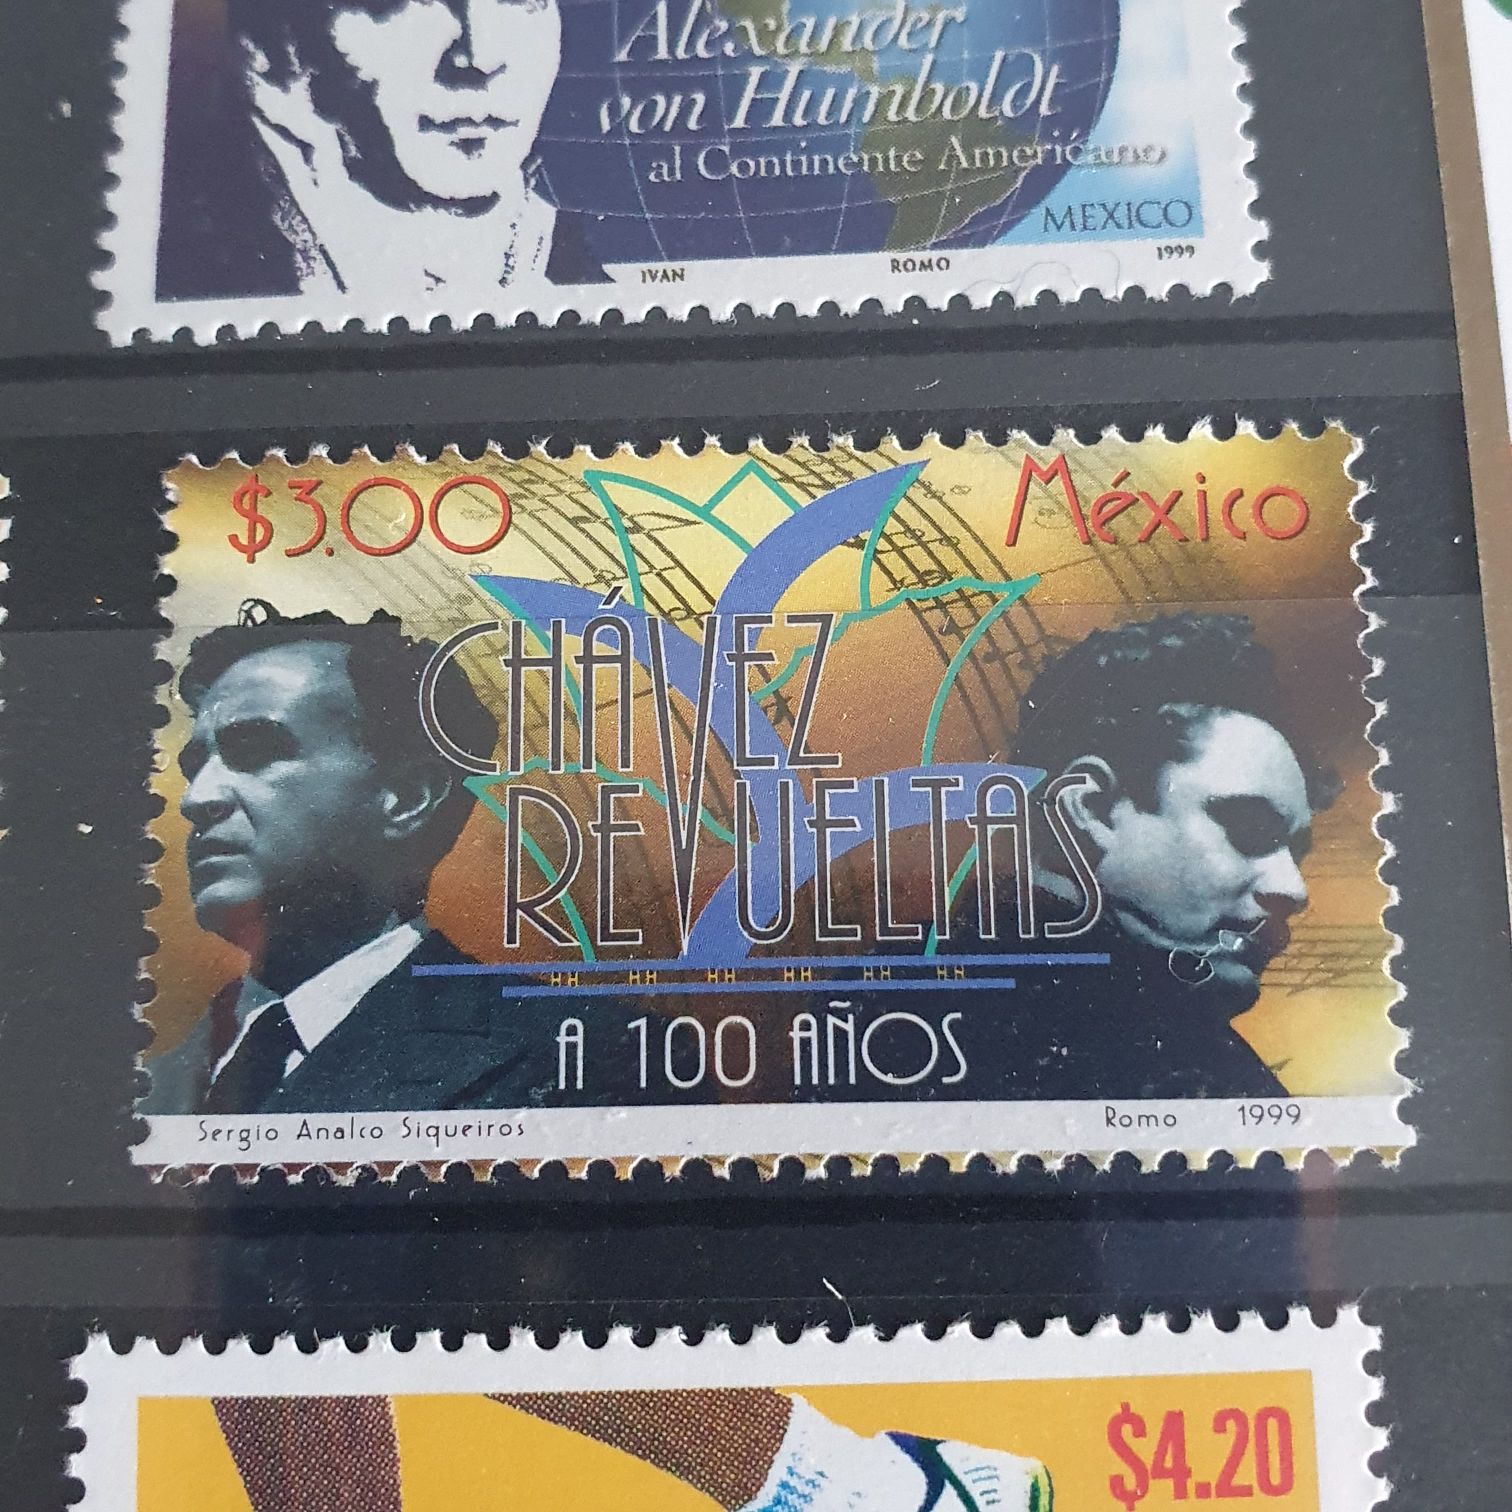 Alexander
von Humboldt
al Continente Americano
MEXICO
IVAN ROMO 1999
$3.00 México
CHÁVEZ
REVUELTAS
A 100 AÑOS
Sergio Analco Siqueiros Romo 1999
$4.20